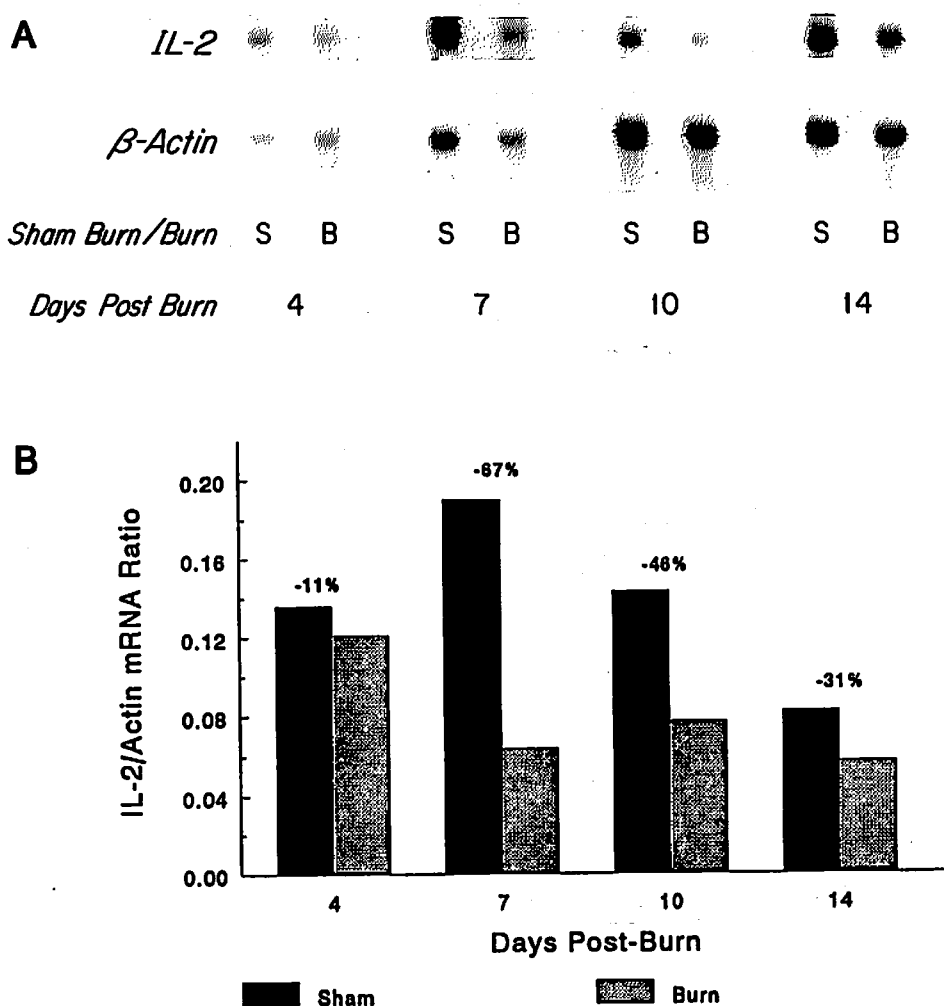 A
IL-2
β-Actin
Sham Burn/Burn S B S B S B S B
Days Post Burn 4 7 10 14
B
IL-2/Actin mRNA Ratio
0.20
0.16
0.12
0.08
0.04
0.00
-11%
-67%
-46%
-31%
4 7 10 14
Days Post-Burn
Sham Burn